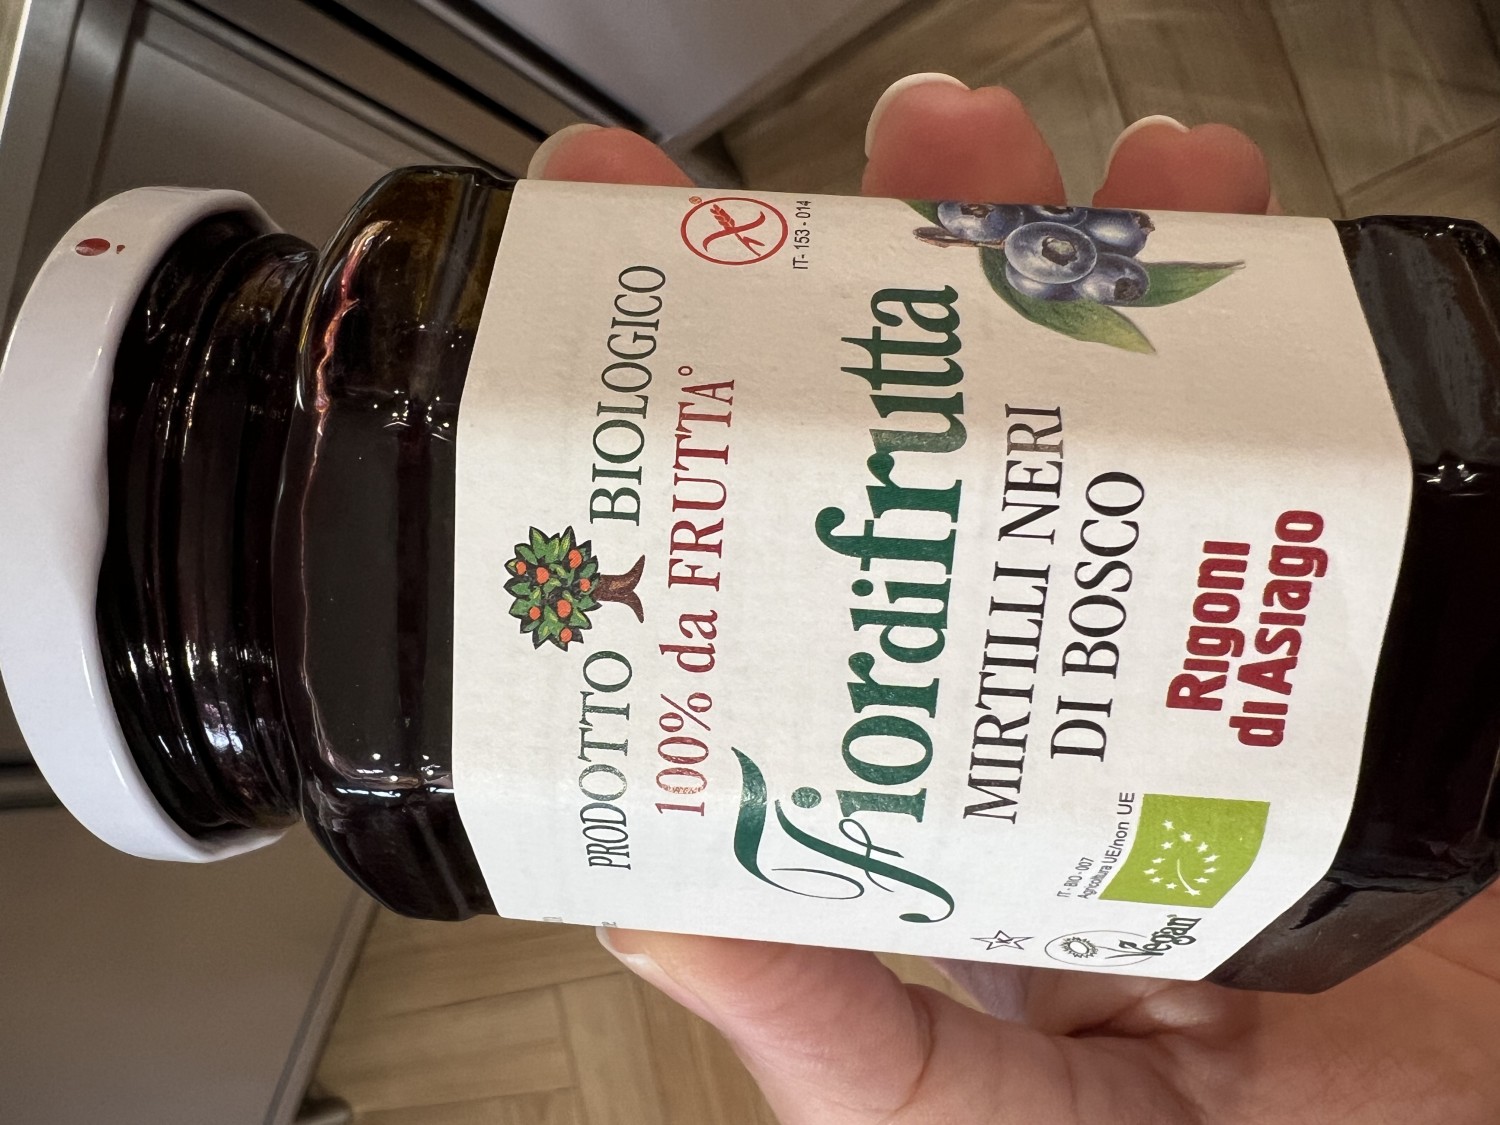 PRODOTTO BIOLOGICO
100% da FRUTTA°
®
IT- 153 - 014
Fiordifrutta
MIRTILLI NERI
DI BOSCO
Rigoni
di Asiago
IT - BIO - 007
Agricoltura UE/non UE
K
Vegan